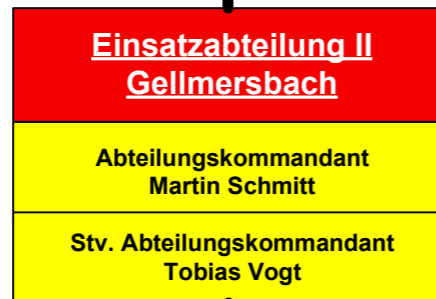 Einsatzabteilung II
Gellmersbach
Abteilungskommandant
Martin Schmitt
Stv. Abteilungskommandant
Tobias Vogt